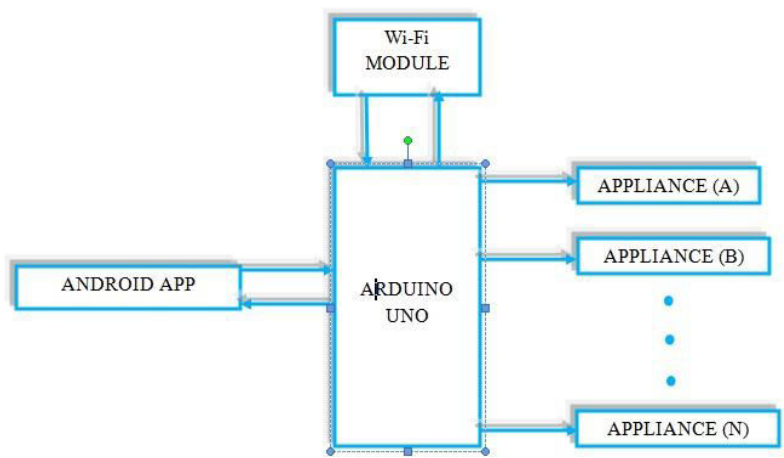 Wi-Fi
MODULE
APPLIANCE (A)
APPLIANCE (B)
ANDROID APP
ARDUINO
UNO
APPLIANCE (N)